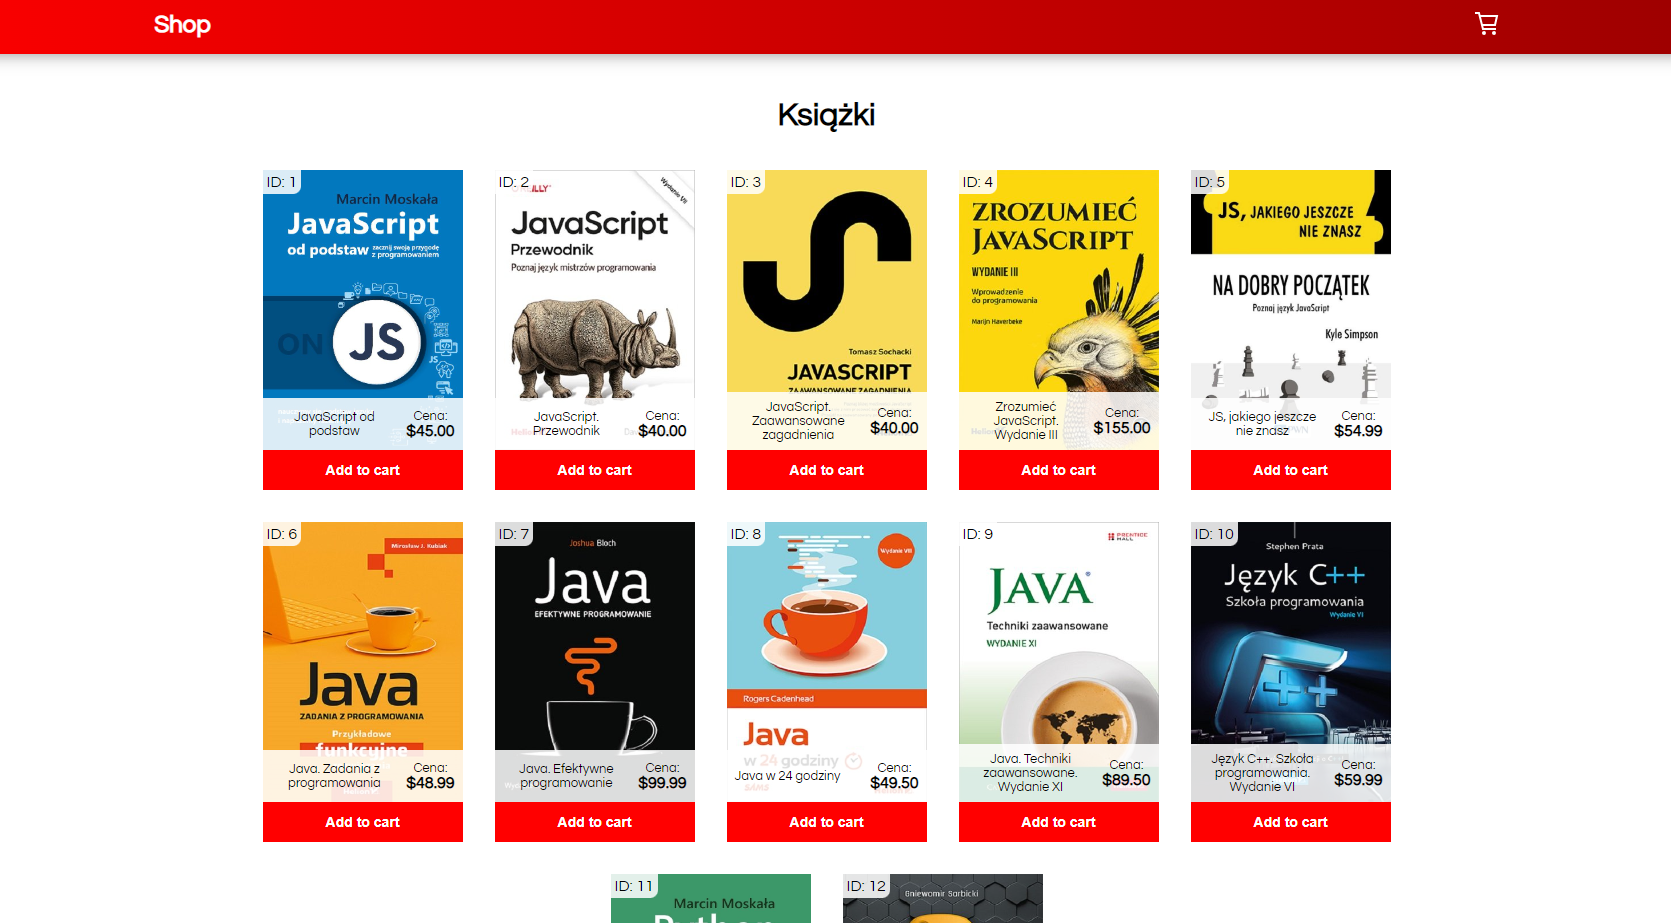 Shop
Książki
ID: 1
Marcin Moskała
JavaScript
od podstaw zacznij swoją przygodę
z programowaniem
ON JS
JS
JavaScript od
podstaw
Cena:
$45.00
Add to cart
ID: 2
Wydanie VII
JavaScript
Przewodnik
Poznaj język mistrzów programowania
JavaScript.
Przewodnik
Cena:
$40.00
Add to cart
ID: 3
Tomasz Sochacki
JAVASCRIPT
ZAAWANSOWANE ZAGADNIENIA
JavaScript.
Zaawansowane
zagadnienia
Cena:
$40.00
Add to cart
ID: 4
ZROZUMIEĆ
JAVASCRIPT
WYDANIE III
Wprowadzenie
do programowania
Marijn Haverbeke
Zrozumieć
JavaScript.
Wydanie III
Cena:
$155.00
Add to cart
ID: 5
JS, JAKIEGO JESZCZE
NIE ZNASZ
NA DOBRY POCZĄTEK
Poznaj język JavaScript
Kyle Simpson
JS, jakiego jeszcze
nie znasz
Cena:
$54.99
Add to cart
ID: 6
Mirosław J. Kubiak
Java
ZADANIA Z PROGRAMOWANIA
Przykładowe
funkcyjne
Java. Zadania z
programowania
Cena:
$48.99
Add to cart
ID: 7
Joshua Bloch
Java
EFEKTYWNE PROGRAMOWANIE
Java. Efektywne
programowanie
Cena:
$99.99
Add to cart
ID: 8
Wydanie VIII
Rogers Cadenhead
Java
w 24 godziny
Java w 24 godziny
SAMS
Cena:
$49.50
Add to cart
ID: 9
PRENTICE
HALL
JAVA
Techniki zaawansowane
WYDANIE XI
Java. Techniki
zaawansowane.
Wydanie XI
Cena:
$89.50
Add to cart
ID: 10
Stephen Prata
Język C++
Szkoła programowania
Wydanie VI
Język C++. Szkoła
programowania.
Wydanie VI
Cena:
$59.99
Add to cart
ID: 11
Marcin Moskała
Python
ID: 12
Gniewomir Sarbicki